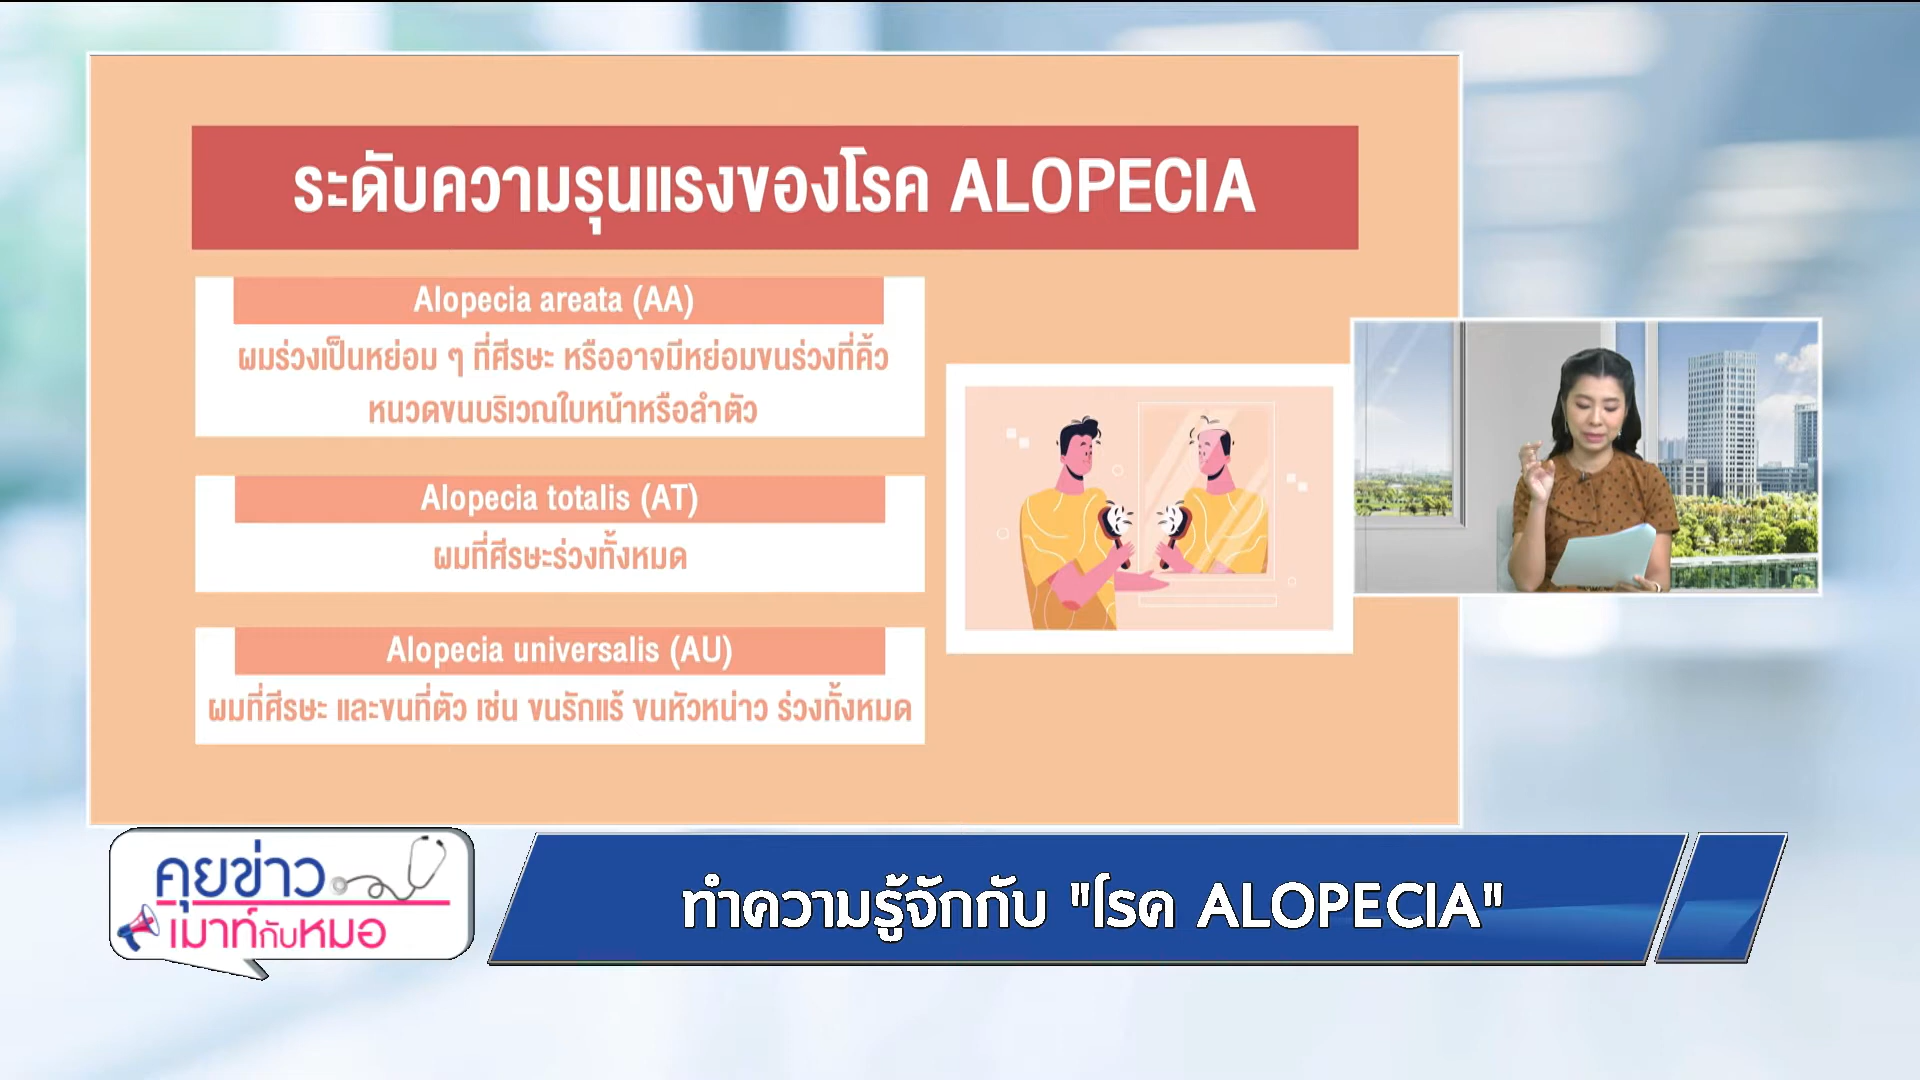 ระดับความรุนแรงของโรค ALOPECIA
Alopecia areata (AA)
ผมร่วงเป็นหย่อม ๆ ที่ศีรษะ หรืออาจมีหย่อมขนร่วงที่คิ้ว
หนวดขนบริเวณใบหน้าหรือลำตัว
Alopecia totalis (AT)
ผมที่ศีรษะร่วงทั้งหมด
Alopecia universalis (AU)
ผมที่ศีรษะ และขนที่ตัว เช่น ขนรักแร้ ขนหัวหน่าว ร่วงทั้งหมด
คุยข่าว
เมาท์กับหมอ
ทำความรู้จักกับ "โรค ALOPECIA"